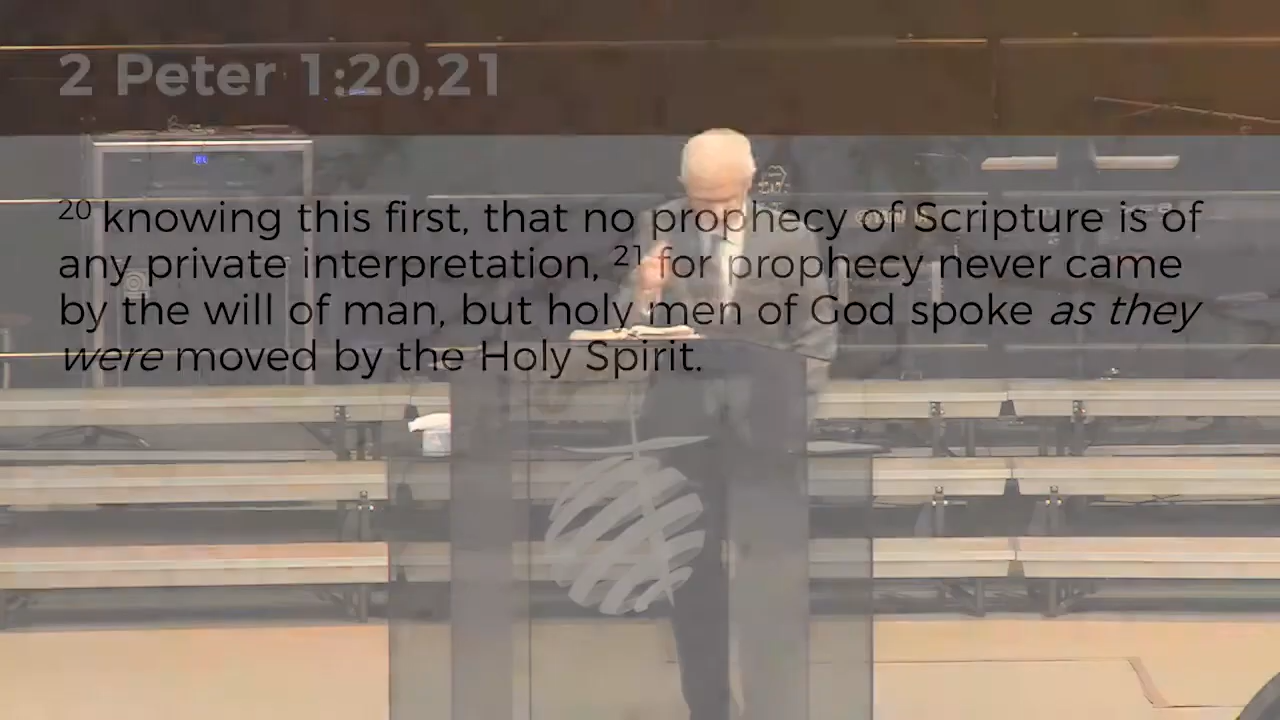 2 Peter 1:20,21
20 knowing this first, that no prophecy of Scripture is of
any private interpretation, 21 for prophecy never came
by the will of man, but holy men of God spoke as they
were moved by the Holy Spirit.